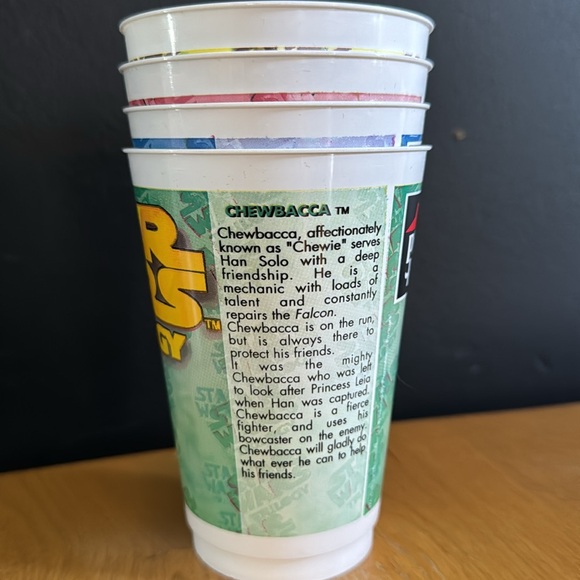 CHEWBACCA TM
Chewbacca, affectionately
known as "Chewie" serves
Han Solo with a deep
friendship. He is a
mechanic with loads of
talent and constantly
repairs the Falcon.
Chewbacca is on the run,
but is always there to
protect his friends.
It was the mighty
Chewbacca who was left
to look after Princess Leia
when Han was captured.
Chewbacca is a fierce
fighter, and uses his
bowcaster on the enemy.
Chewbacca will gladly do
what ever he can to help
his friends.
R
RS
TM
GY